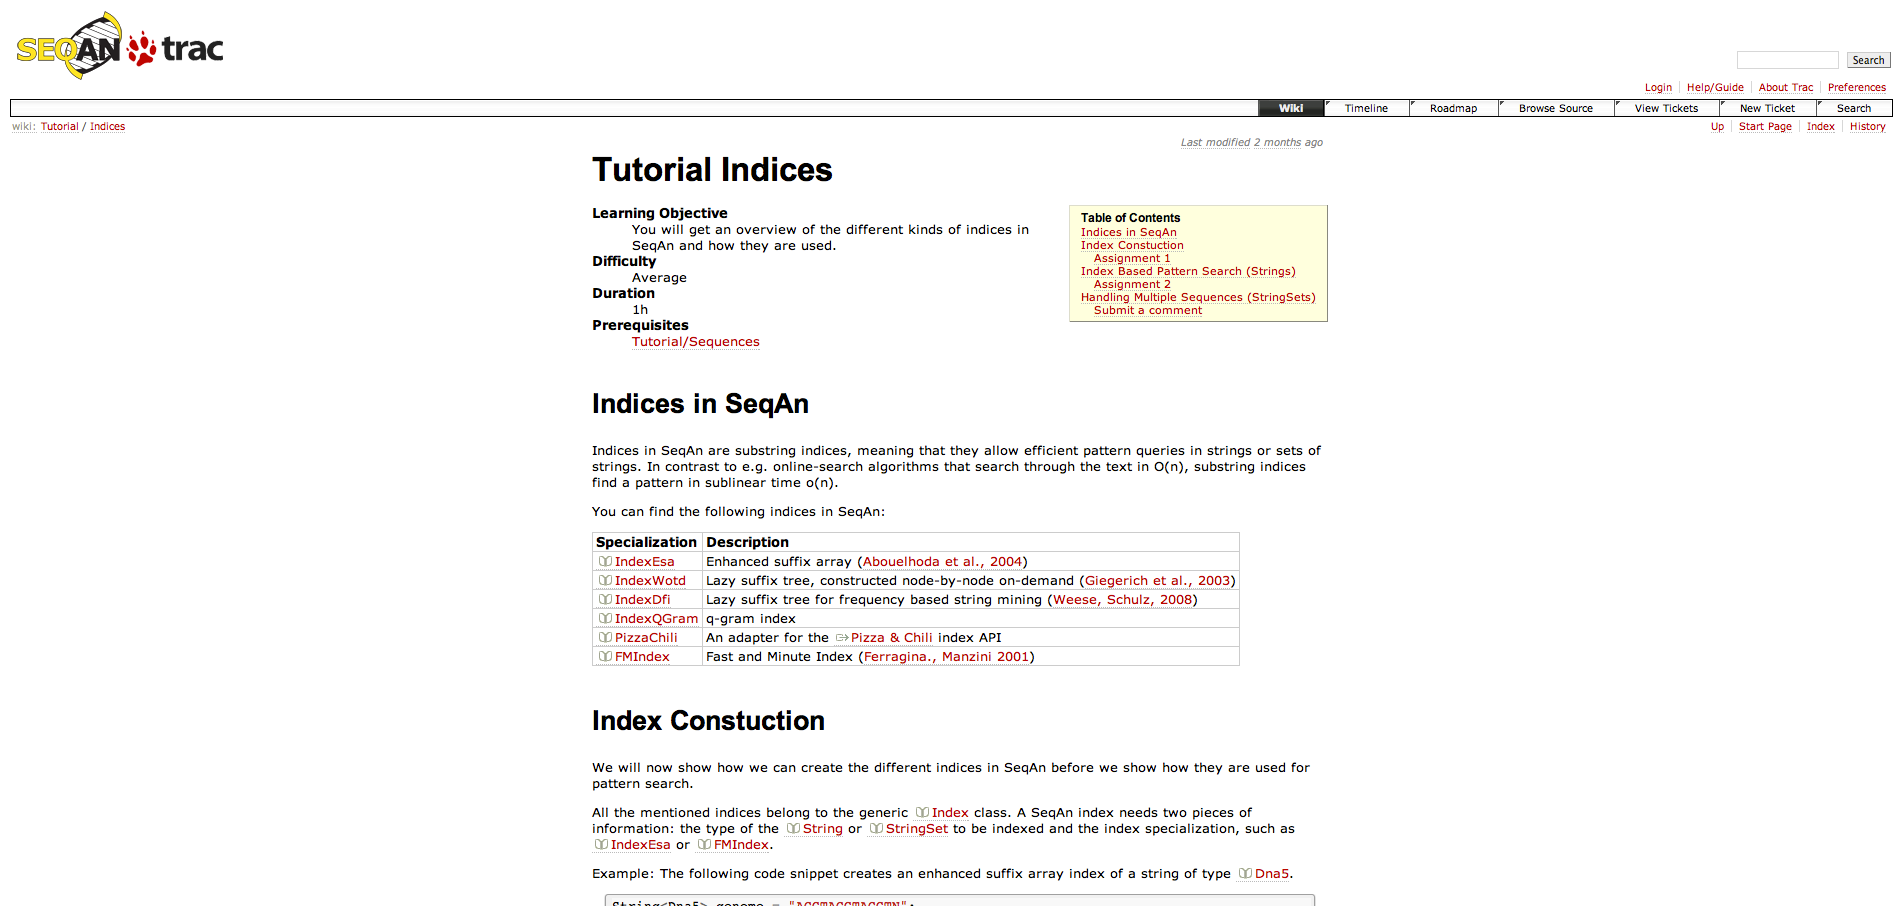 SEQAN trac
Search
Login Help/Guide About Trac Preferences
Wiki Timeline Roadmap Browse Source View Tickets New Ticket Search
wiki: Tutorial / Indices
Up Start Page Index History
Last modified 2 months ago
Tutorial Indices
Learning Objective
You will get an overview of the different kinds of indices in
SeqAn and how they are used.
Difficulty
Average
Duration
1h
Prerequisites
Tutorial/Sequences
Table of Contents
Indices in SeqAn
Index Constuction
Assignment 1
Index Based Pattern Search (Strings)
Assignment 2
Handling Multiple Sequences (StringSets)
Submit a comment
Indices in SeqAn
Indices in SeqAn are substring indices, meaning that they allow efficient pattern queries in strings or sets of
strings. In contrast to e.g. online-search algorithms that search through the text in O(n), substring indices
find a pattern in sublinear time o(n).
You can find the following indices in SeqAn:
Specialization Description
IndexEsa Enhanced suffix array (Abouelhoda et al., 2004)
IndexWotd Lazy suffix tree, constructed node-by-node on-demand (Giegerich et al., 2003)
IndexDfi Lazy suffix tree for frequency based string mining (Weese, Schulz, 2008)
IndexQGram q-gram index
PizzaChili An adapter for the Pizza & Chili index API
FMIndex Fast and Minute Index (Ferragina., Manzini 2001)
Index Constuction
We will now show how we can create the different indices in SeqAn before we show how they are used for
pattern search.
All the mentioned indices belong to the generic Index class. A SeqAn index needs two pieces of
information: the type of the String or StringSet to be indexed and the index specialization, such as
IndexEsa or FMIndex.
Example: The following code snippet creates an enhanced suffix array index of a string of type Dna5.
String<Dna5> genome = "ACGTACGTACGTN";